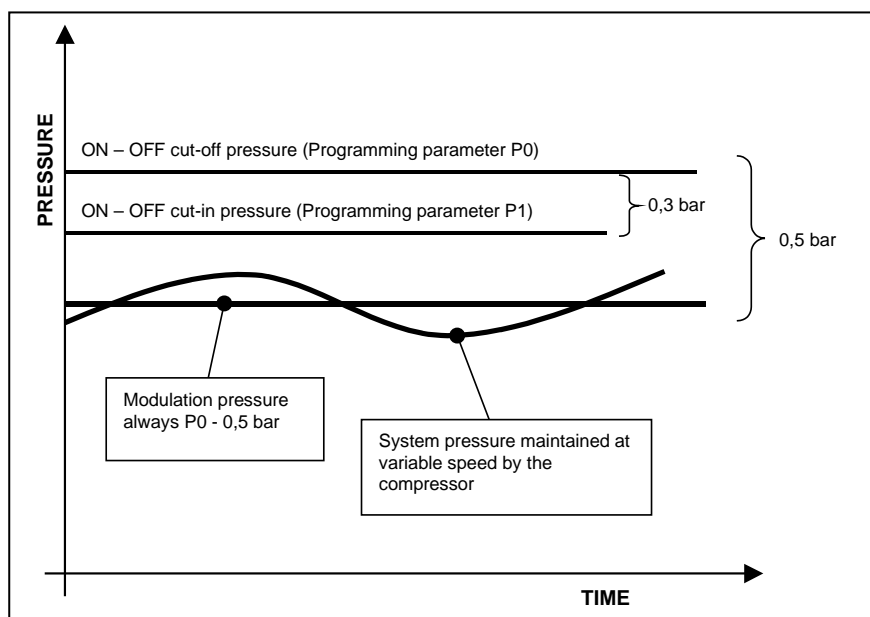 PRESSURE
ON – OFF cut-off pressure (Programming parameter P0)
ON – OFF cut-in pressure (Programming parameter P1)
0,3 bar
0,5 bar
Modulation pressure
always P0 - 0,5 bar
System pressure maintained at
variable speed by the
compressor
TIME